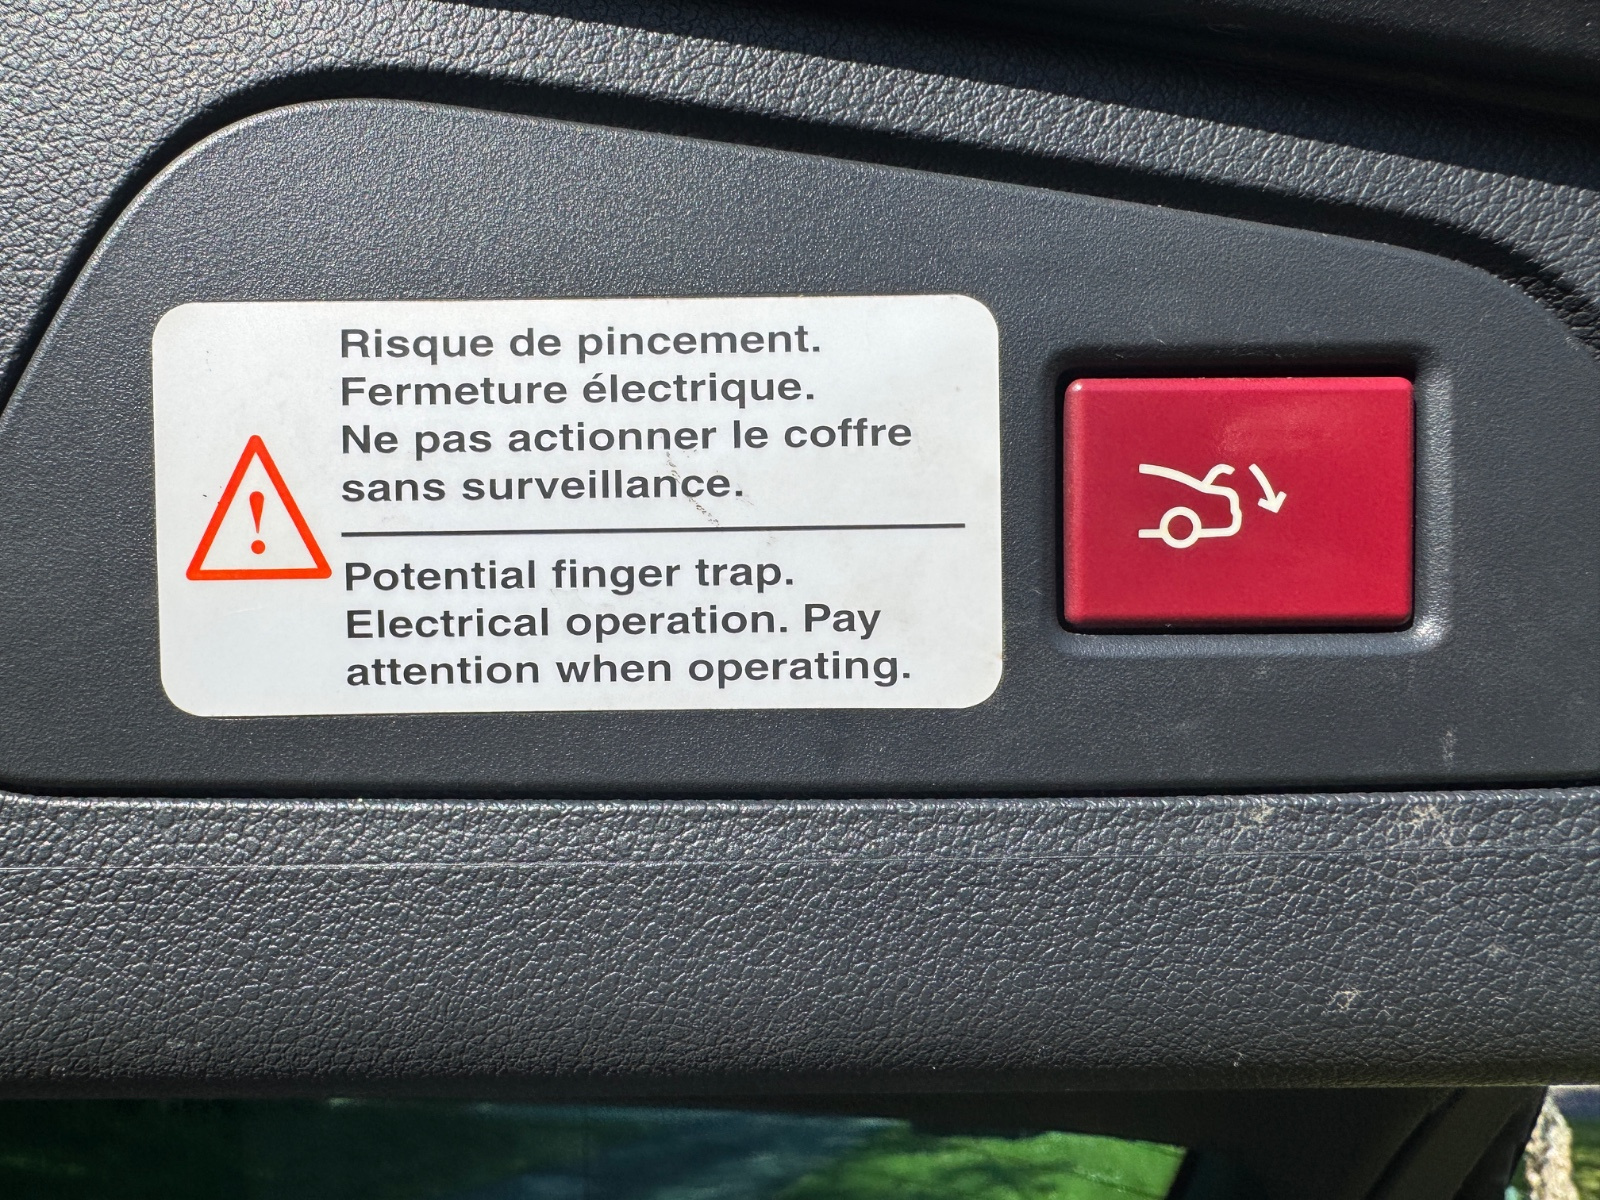 Risque de pincement.
Fermeture électrique.
Ne pas actionner le coffre
sans surveillance.
Potential finger trap.
Electrical operation. Pay
attention when operating.